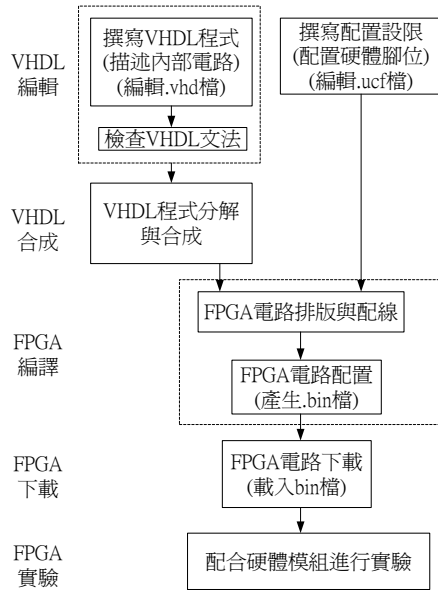 VHDL
編輯
撰寫VHDL程式
(描述內部電路)
(編輯.vhd檔)
撰寫配置設限
(配置硬體腳位)
(編輯.ucf檔)
檢查VHDL文法
VHDL
合成
VHDL程式分解
與合成
FPGA
編譯
FPGA電路排版與配線
FPGA電路配置
(產生.bin檔)
FPGA
下載
FPGA電路下載
(載入bin檔)
FPGA
實驗
配合硬體模組進行實驗